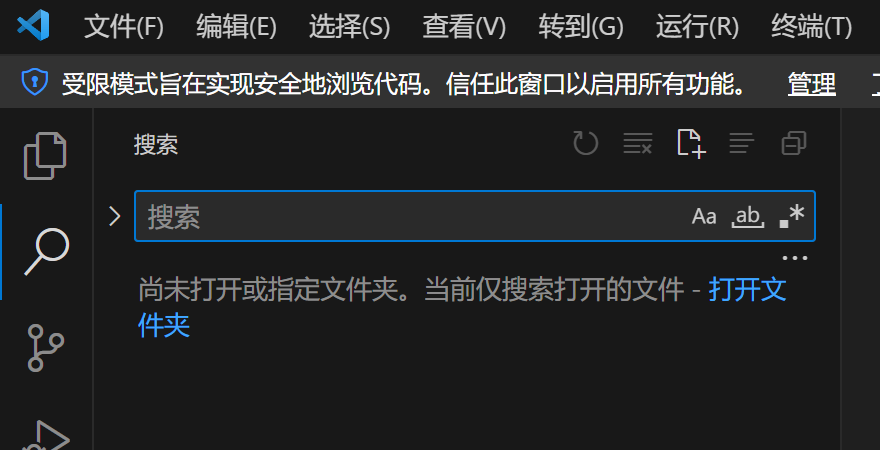 文件(F) 编辑(E) 选择(S) 查看(V) 转到(G) 运行(R) 终端(T)
受限模式旨在实现安全地浏览代码。信任此窗口以启用所有功能。 管理
搜索
搜索 Aa ab .*
...
尚未打开或指定文件夹。当前仅搜索打开的文件 - 打开文
件夹